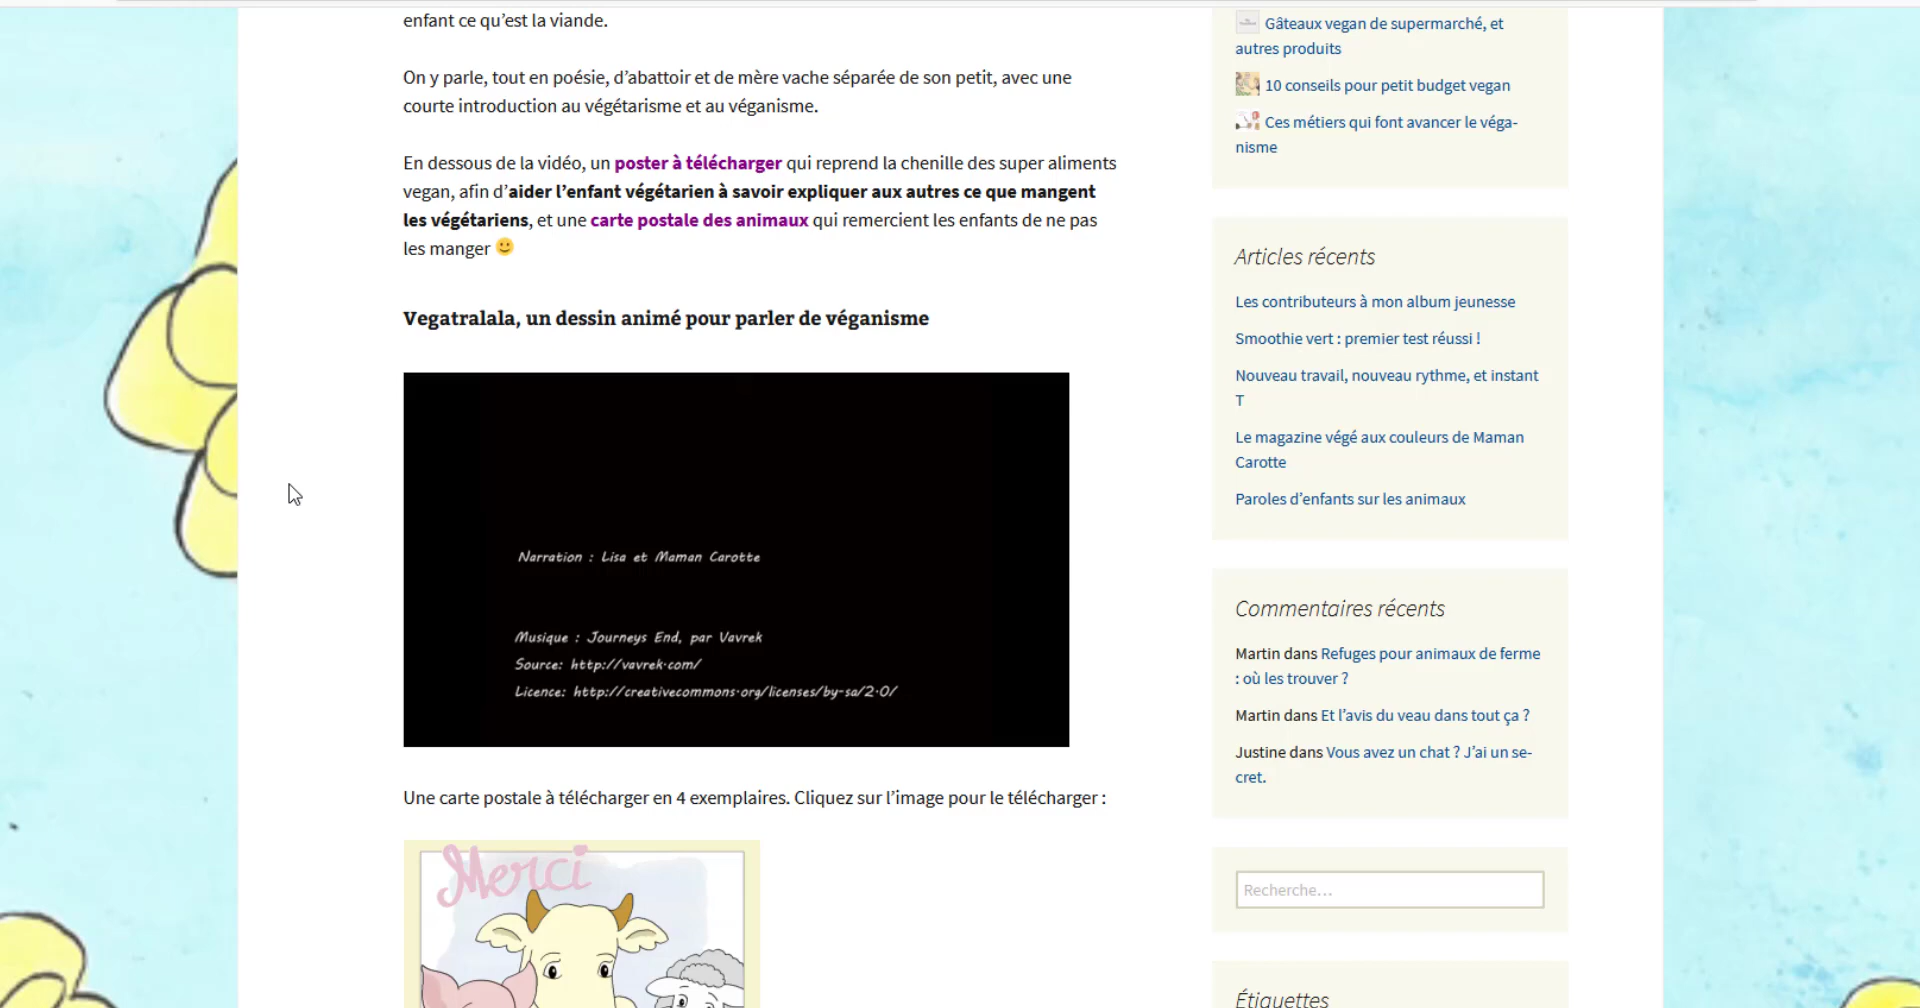 enfant ce qu’est la viande.
On y parle, tout en poésie, d’abattoir et de mère vache séparée de son petit, avec une
courte introduction au végétarisme et au véganisme.
En dessous de la vidéo, un poster à télécharger qui reprend la chenille des super aliments
vegan, afin d’aider l’enfant végétarien à savoir expliquer aux autres ce que mangent
les végétariens, et une carte postale des animaux qui remercient les enfants de ne pas
les manger
Vegatralala, un dessin animé pour parler de véganisme
Narration : Lisa et Maman Carotte
Musique : Journeys End, par Vavrek
Source: http://vavrek.com/
Licence: http://creativecommons.org/licenses/by-sa/2.0/
Une carte postale à télécharger en 4 exemplaires. Cliquez sur l’image pour le télécharger :
Merci
Gâteaux vegan de supermarché, et
autres produits
10 conseils pour petit budget vegan
Ces métiers qui font avancer le véga-
nisme
Articles récents
Les contributeurs à mon album jeunesse
Smoothie vert : premier test réussi !
Nouveau travail, nouveau rythme, et instant
T
Le magazine végé aux couleurs de Maman
Carotte
Paroles d’enfants sur les animaux
Commentaires récents
Martin dans Refuges pour animaux de ferme
: où les trouver ?
Martin dans Et l’avis du veau dans tout ça ?
Justine dans Vous avez un chat ? J’ai un se-
cret.
Recherche…
Étiquettes